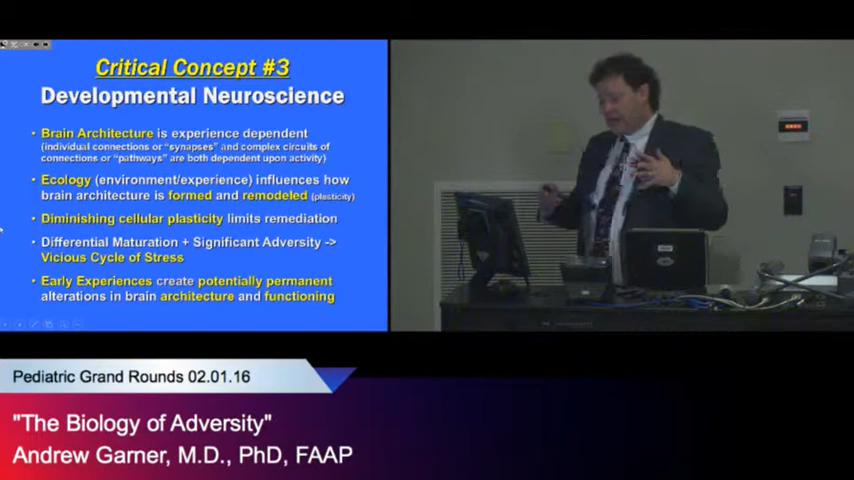 Critical Concept #3
Developmental Neuroscience
• Brain Architecture is experience dependent
(individual connections or "synapses" and complex circuits of
connections or "pathways" are both dependent upon activity)
• Ecology (environment/experience) influences how
brain architecture is formed and remodeled (plasticity)
• Diminishing cellular plasticity limits remediation
• Differential Maturation + Significant Adversity ->
Vicious Cycle of Stress
• Early Experiences create potentially permanent
alterations in brain architecture and functioning
Pediatric Grand Rounds 02.01.16
"The Biology of Adversity"
Andrew Garner, M.D., PhD, FAAP